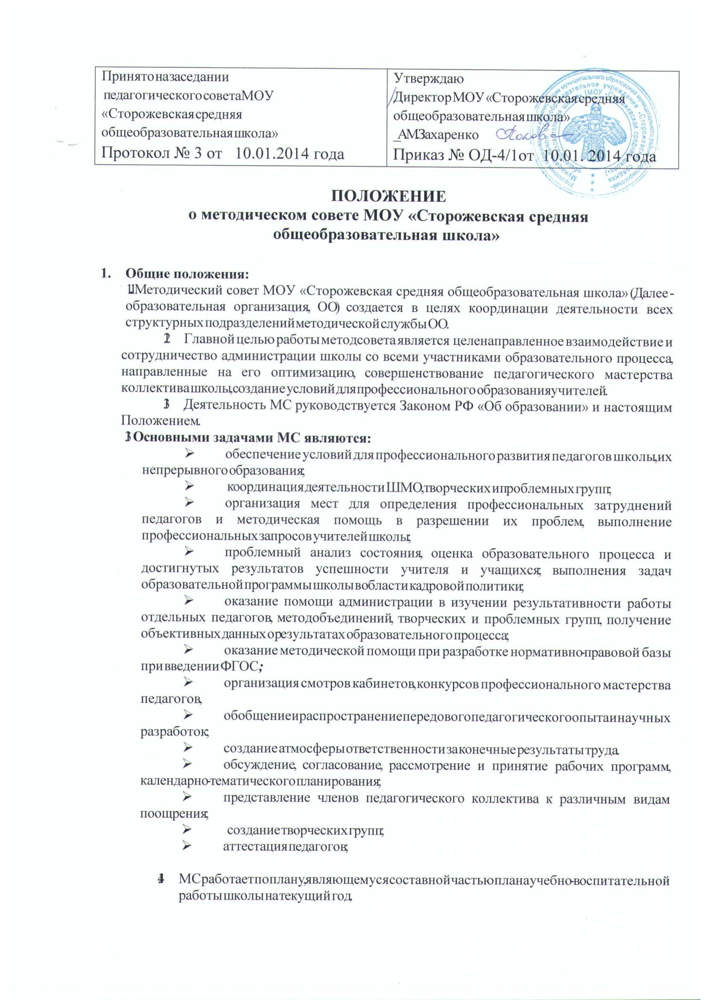 Принято на заседании
педагогического совета МОУ
«Сторожевская средняя
общеобразовательная школа»
Протокол № 3 от 10.01.2014 года
Утверждаю
Директор МОУ «Сторожевская средняя
общеобразовательная школа»
_АМЗахаренко
Приказ № ОД-4/1от 10.01. 2014 года
ПОЛОЖЕНИЕ
о методическом совете МОУ «Сторожевская средняя
общеобразовательная школа»
1. Общие положения:
1.1.Методический совет МОУ «Сторожевская средняя общеобразовательная школа» (Далее -
образовательная организация, ОО) создается в целях координации деятельности всех
структурных подразделений методической службы ОО.
1.2. Главной целью работы методсовета является целенаправленное взаимодействие и
сотрудничество администрации школы со всеми участниками образовательного процесса,
направленные на его оптимизацию, совершенствование педагогического мастерства
коллектива школы, создание условий для профессионального образования учителей.
1.3. Деятельность МС руководствуется Законом РФ «Об образовании» и настоящим
Положением.
1.3. Основными задачами МС являются:
➢ обеспечение условий для профессионального развития педагогов школы, их
непрерывного образования;
➢ координация деятельности ШМО, творческих и проблемных групп;
➢ организация мест для определения профессиональных затруднений
педагогов и методическая помощь в разрешении их проблем, выполнение
профессиональных запросов учителей школы;
➢ проблемный анализ состояния, оценка образовательного процесса и
достигнутых результатов успешности учителя и учащихся; выполнения задач
образовательной программы школы в области кадровой политики;
➢ оказание помощи администрации в изучении результативности работы
отдельных педагогов, методобъединений, творческих и проблемных групп, получение
объективных данных о результатах образовательного процесса;
➢ оказание методической помощи при разработке нормативно-правовой базы
при введении ФГОС;
➢ организация смотров кабинетов, конкурсов профессионального мастерства
педагогов,
➢ обобщение и распространение передового педагогического опыта и научных
разработок;
➢ создание атмосферы ответственности за конечные результаты труда.
➢ обсуждение, согласование, рассмотрение и принятие рабочих программ,
календарно-тематического планирования;
➢ представление членов педагогического коллектива к различным видам
поощрения;
➢ создание творческих групп;
➢ аттестация педагогов;
1.4. МС работает по плану, являющемуся составной частью плана учебно-воспитательной
работы школы на текущий год.